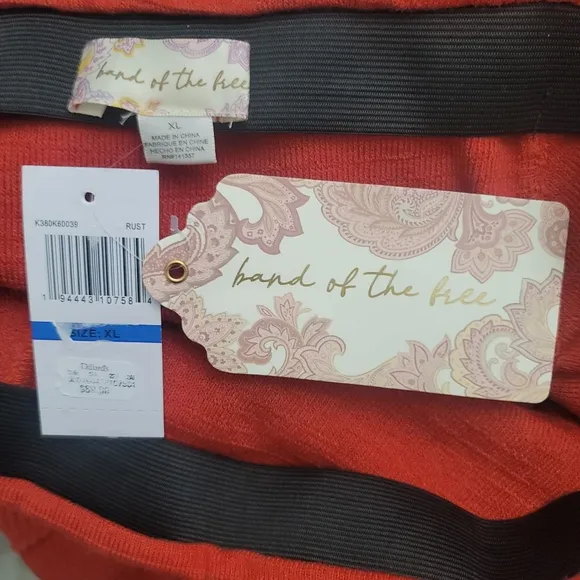 band of the free
XL
MADE IN CHINA
FABRIQUE EN CHINE
HECHO EN CHINA
K380K60039 RUST
1 94443 10758 4
SIZE: XL
Dillard's
band of the free